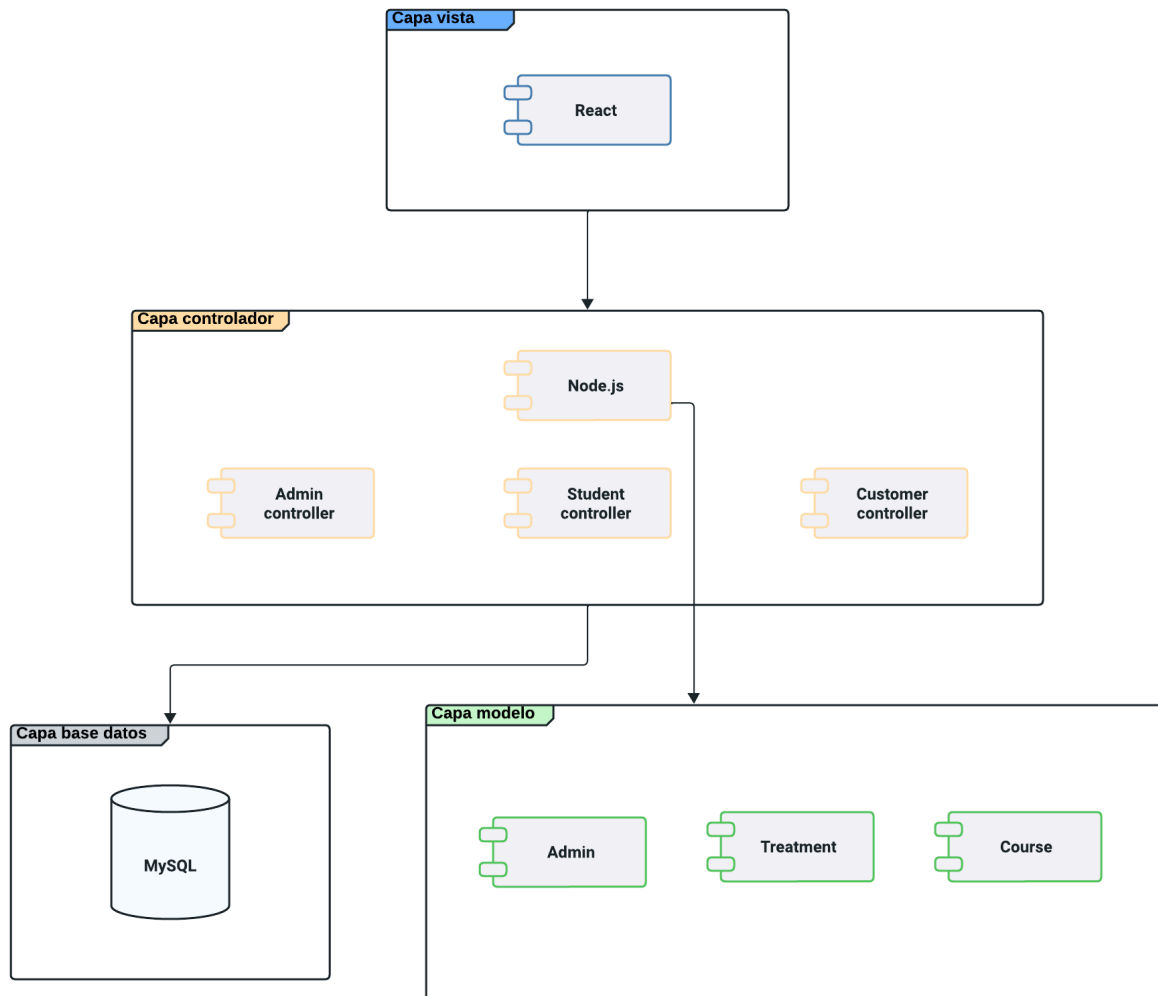 Capa vista
React
Capa controlador
Node.js
Admin
controller
Student
controller
Customer
controller
Capa base datos
MySQL
Capa modelo
Admin
Treatment
Course